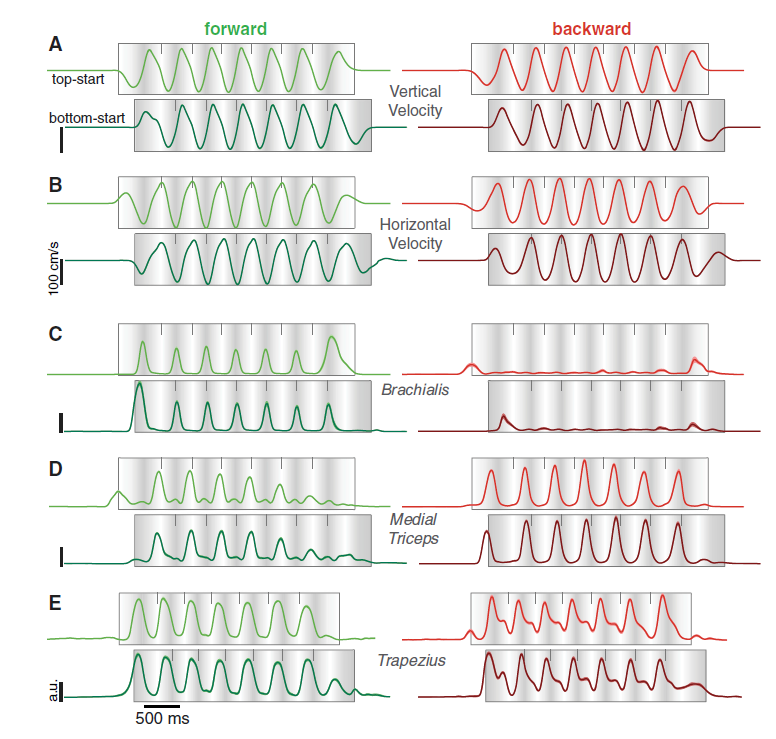 forward
backward
A
top-start
bottom-start
Vertical
Velocity
B
Horizontal
Velocity
100 cm/s
C
Brachialis
D
Medial
Triceps
E
Trapezius
a.u.
500 ms